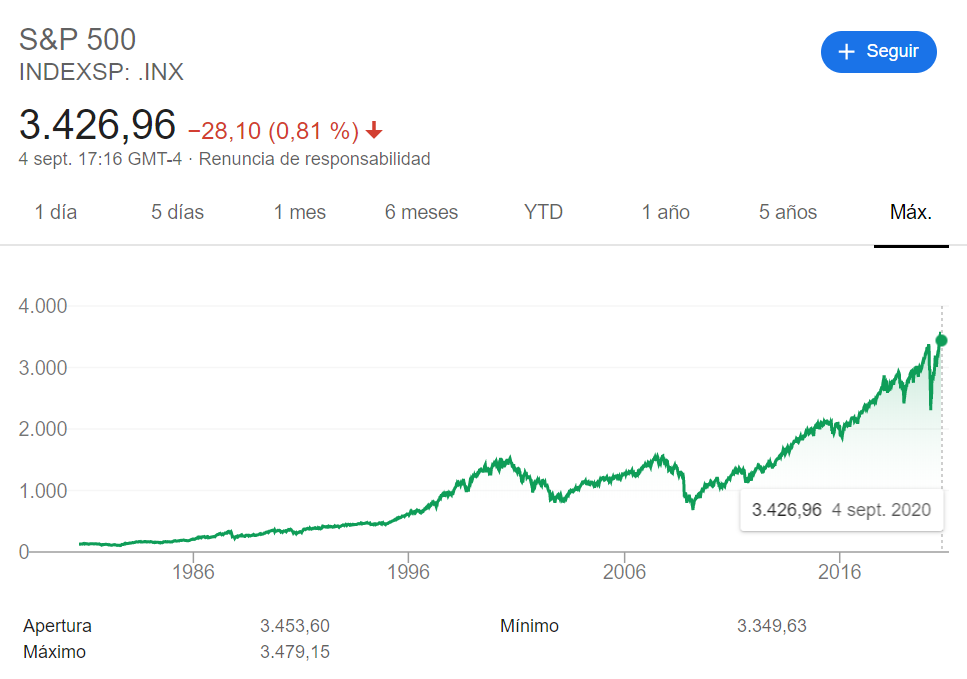 S&P 500
INDEXSP: .INX
+ Seguir
3.426,96 −28,10 (0,81 %)
4 sept. 17:16 GMT-4 · Renuncia de responsabilidad
1 día 5 días 1 mes 6 meses YTD 1 año 5 años Máx.
4.000
3.000
2.000
1.000
3.426,96 4 sept. 2020
0
1986 1996 2006 2016
Apertura 3.453,60 Mínimo 3.349,63
Máximo 3.479,15